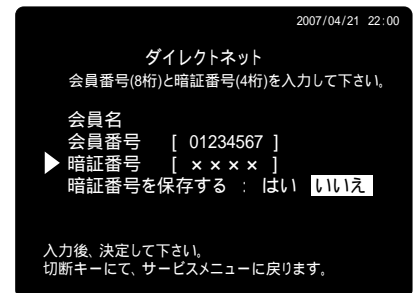 2007/04/21 22:00
ダイレクトネット
会員番号(8桁)と暗証番号(4桁)を入力して下さい。
会員名
会員番号 [ 01234567 ]
暗証番号 [ ×××× ]
暗証番号を保存する : はい いいえ
入力後、決定して下さい。
切断キーにて、サービスメニューに戻ります。